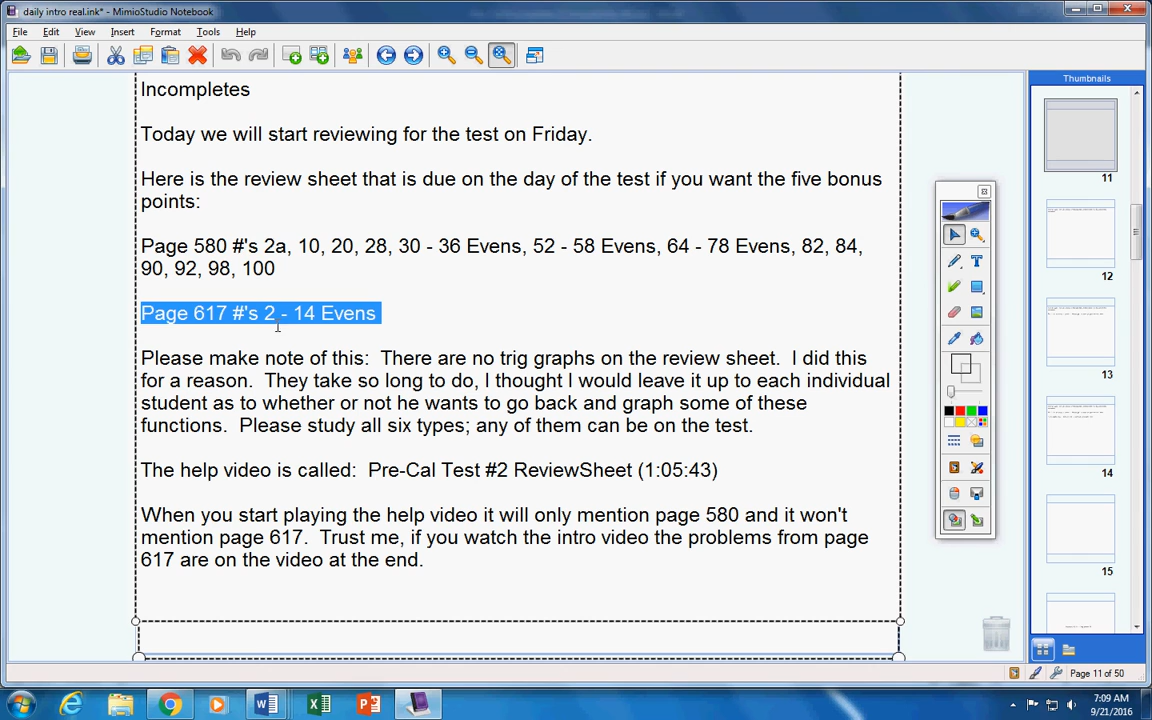 daily intro real.ink* - MimioStudio Notebook
File Edit View Insert Format Tools Help
Incompletes
Today we will start reviewing for the test on Friday.
Here is the review sheet that is due on the day of the test if you want the five bonus
points:
Page 580 #'s 2a, 10, 20, 28, 30 - 36 Evens, 52 - 58 Evens, 64 - 78 Evens, 82, 84,
90, 92, 98, 100
Page 617 #'s 2 - 14 Evens
Please make note of this:  There are no trig graphs on the review sheet.  I did this
for a reason.  They take so long to do, I thought I would leave it up to each individual
student as to whether or not he wants to go back and graph some of these
functions.  Please study all six types; any of them can be on the test.
The help video is called:  Pre-Cal Test #2 ReviewSheet (1:05:43)
When you start playing the help video it will only mention page 580 and it won't
mention page 617.  Trust me, if you watch the intro video the problems from page
617 are on the video at the end.
Thumbnails
11
12
13
14
15
Page 11 of 50
7:09 AM
9/21/2016